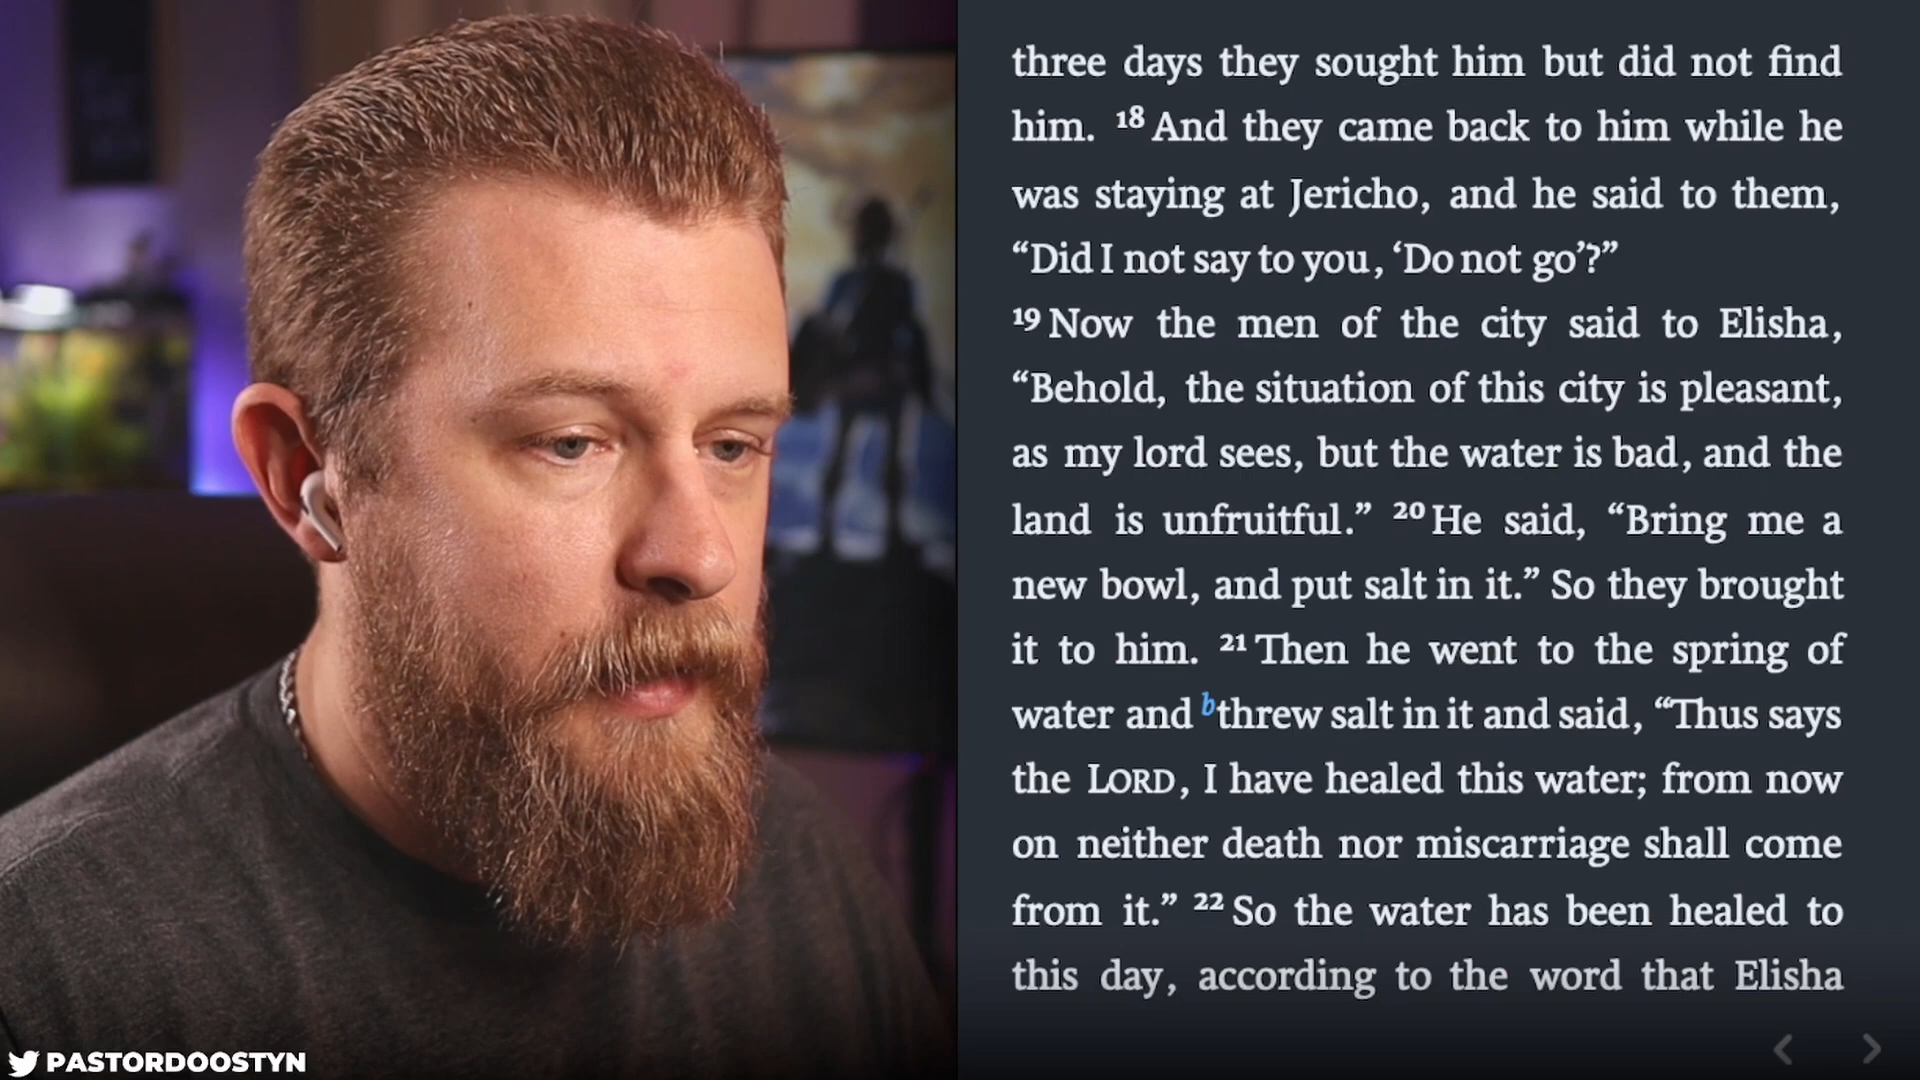 three days they sought him but did not find
him. 18 And they came back to him while he
was staying at Jericho, and he said to them,
“Did I not say to you, ‘Do not go’?”
19 Now the men of the city said to Elisha,
“Behold, the situation of this city is pleasant,
as my lord sees, but the water is bad, and the
land is unfruitful.” 20 He said, “Bring me a
new bowl, and put salt in it.” So they brought
it to him. 21 Then he went to the spring of
water and b threw salt in it and said, “Thus says
the LORD, I have healed this water; from now
on neither death nor miscarriage shall come
from it.” 22 So the water has been healed to
this day, according to the word that Elisha
PASTORDOOSTYN